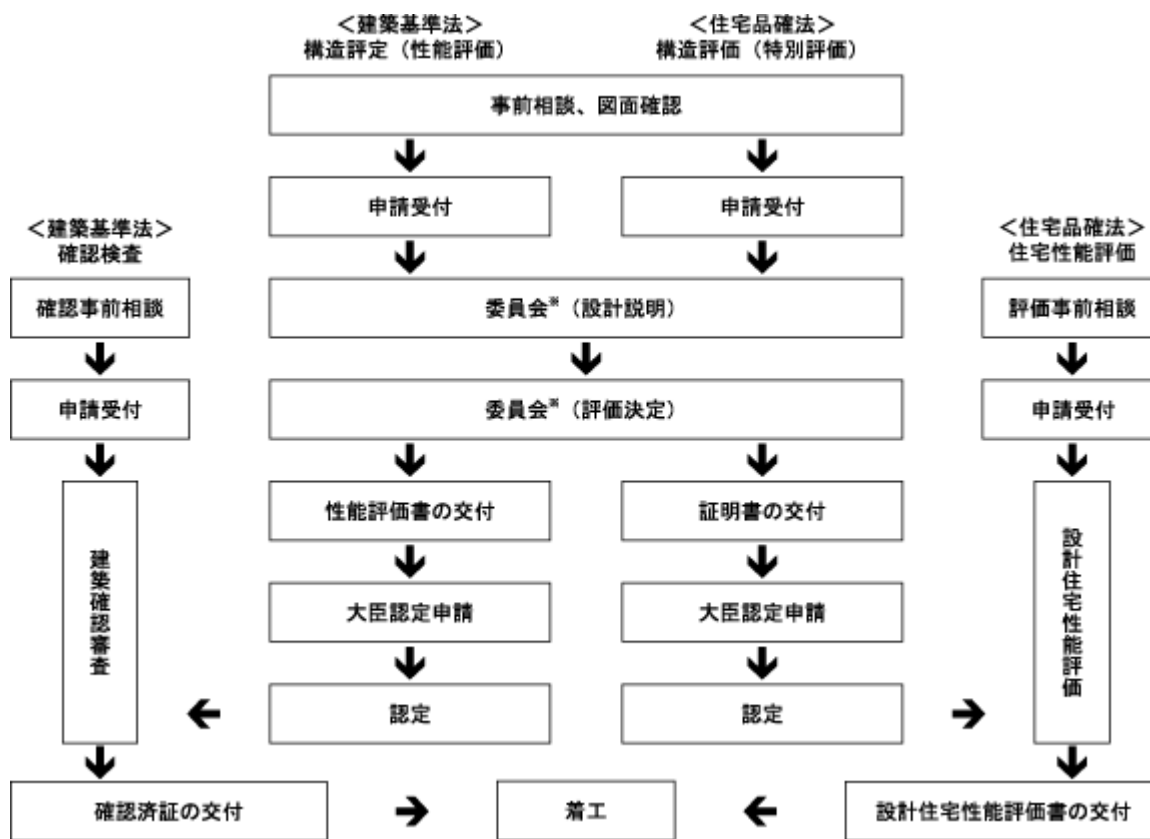 ＜建築基準法＞
構造評定（性能評価）
＜住宅品確法＞
構造評価（特別評価）
事前相談、図面確認
申請受付
申請受付
＜建築基準法＞
確認検査
＜住宅品確法＞
住宅性能評価
確認事前相談
委員会※（設計説明）
評価事前相談
申請受付
委員会※（評価決定）
申請受付
建築確認審査
性能評価書の交付
証明書の交付
設計住宅性能評価
大臣認定申請
大臣認定申請
認定
認定
確認済証の交付
着工
設計住宅性能評価書の交付